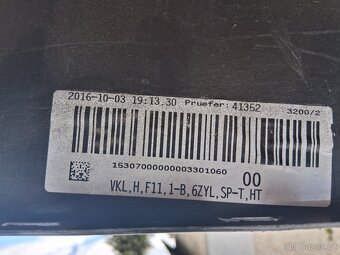 2016-10-03 19:13.30 Pruefer: 41352
3200/2
15307000000003301060 00
VKL,H,F11,1-B,6ZYL,SP-T,HT